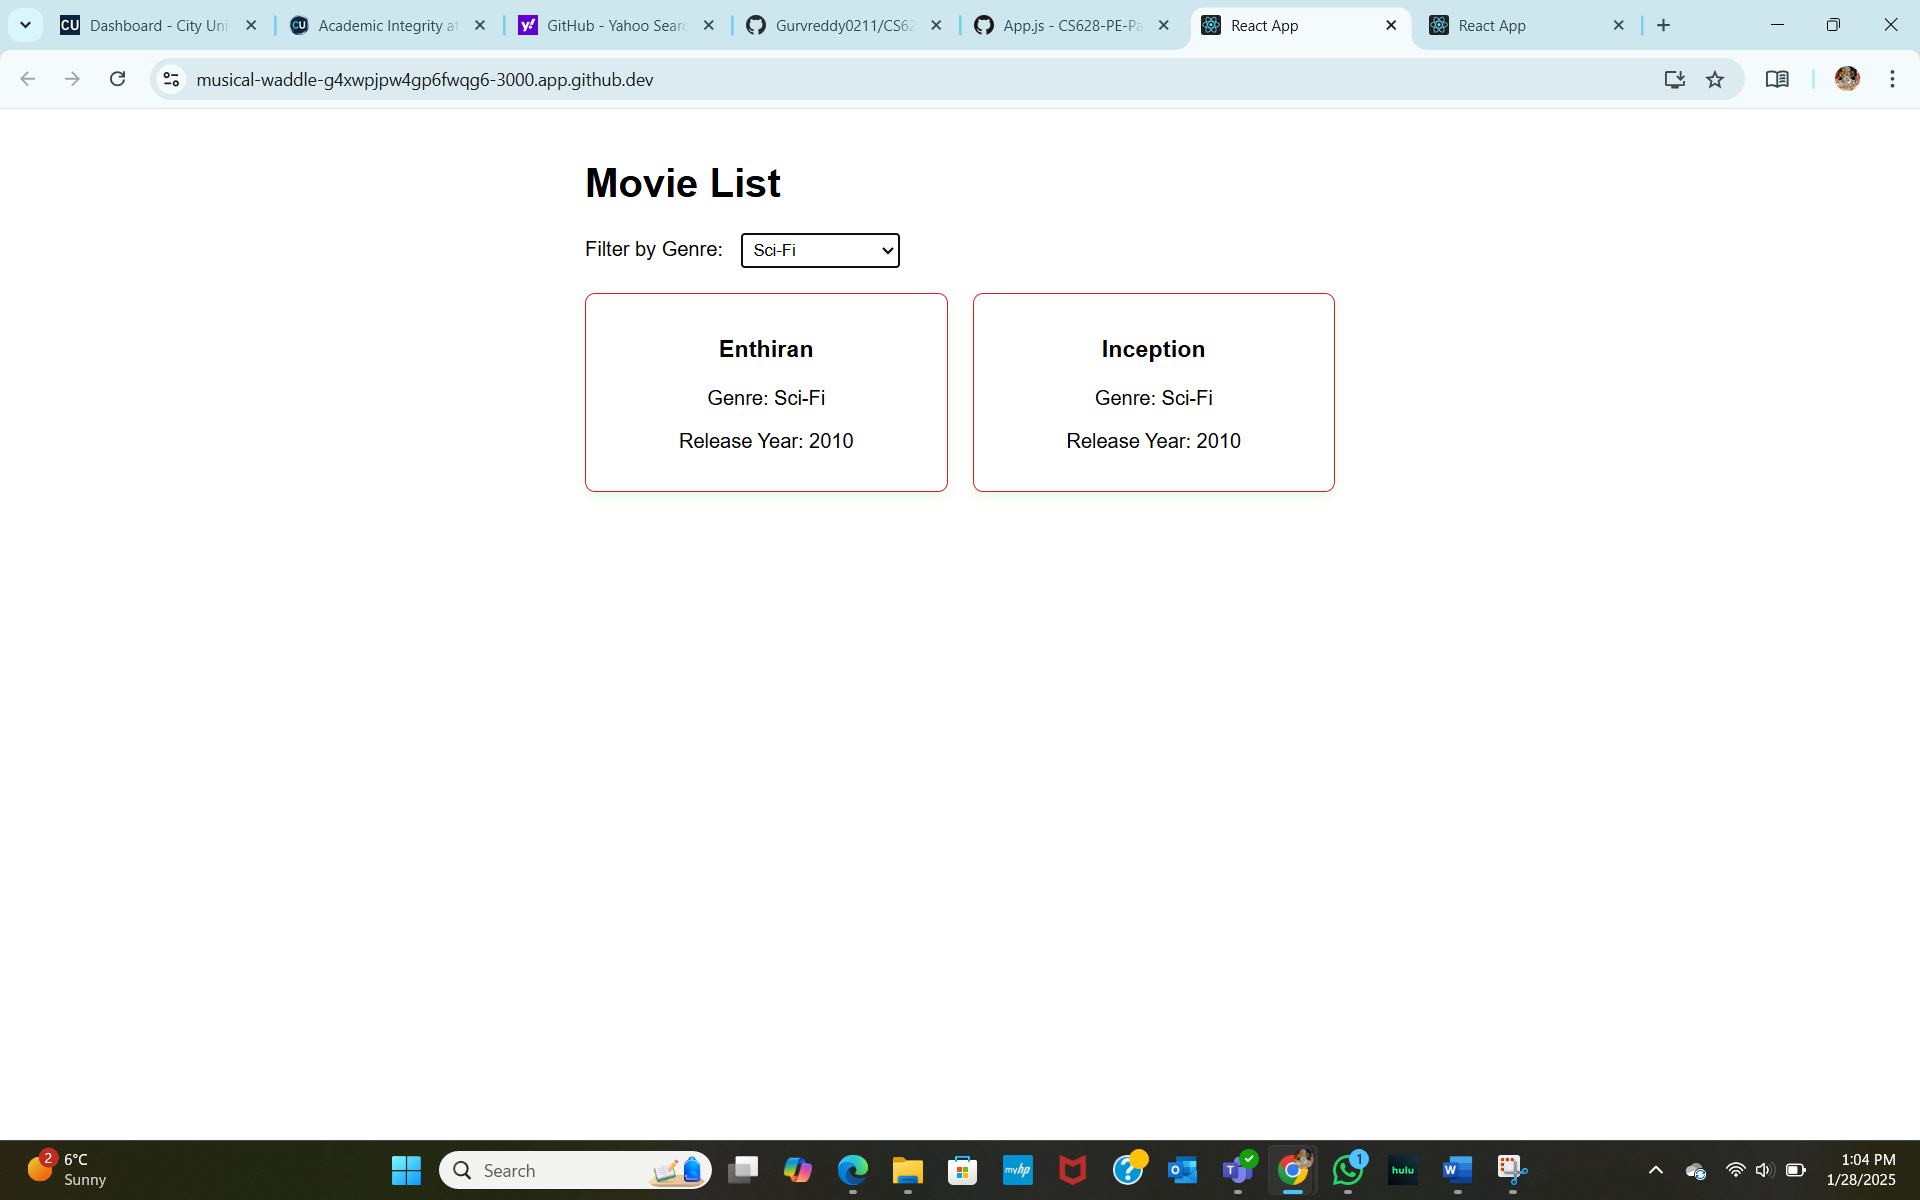 Dashboard - City Uni
Academic Integrity at
GitHub - Yahoo Searc
Gurvreddy0211/CS62
App.js - CS628-PE-Pa
React App
React App
musical-waddle-g4xwpjpw4gp6fwqg6-3000.app.github.dev
Movie List
Filter by Genre: Sci-Fi
Enthiran
Genre: Sci-Fi
Release Year: 2010
Inception
Genre: Sci-Fi
Release Year: 2010
2
6°C
Sunny
Search
myhp
1
hulu
1:04 PM
1/28/2025